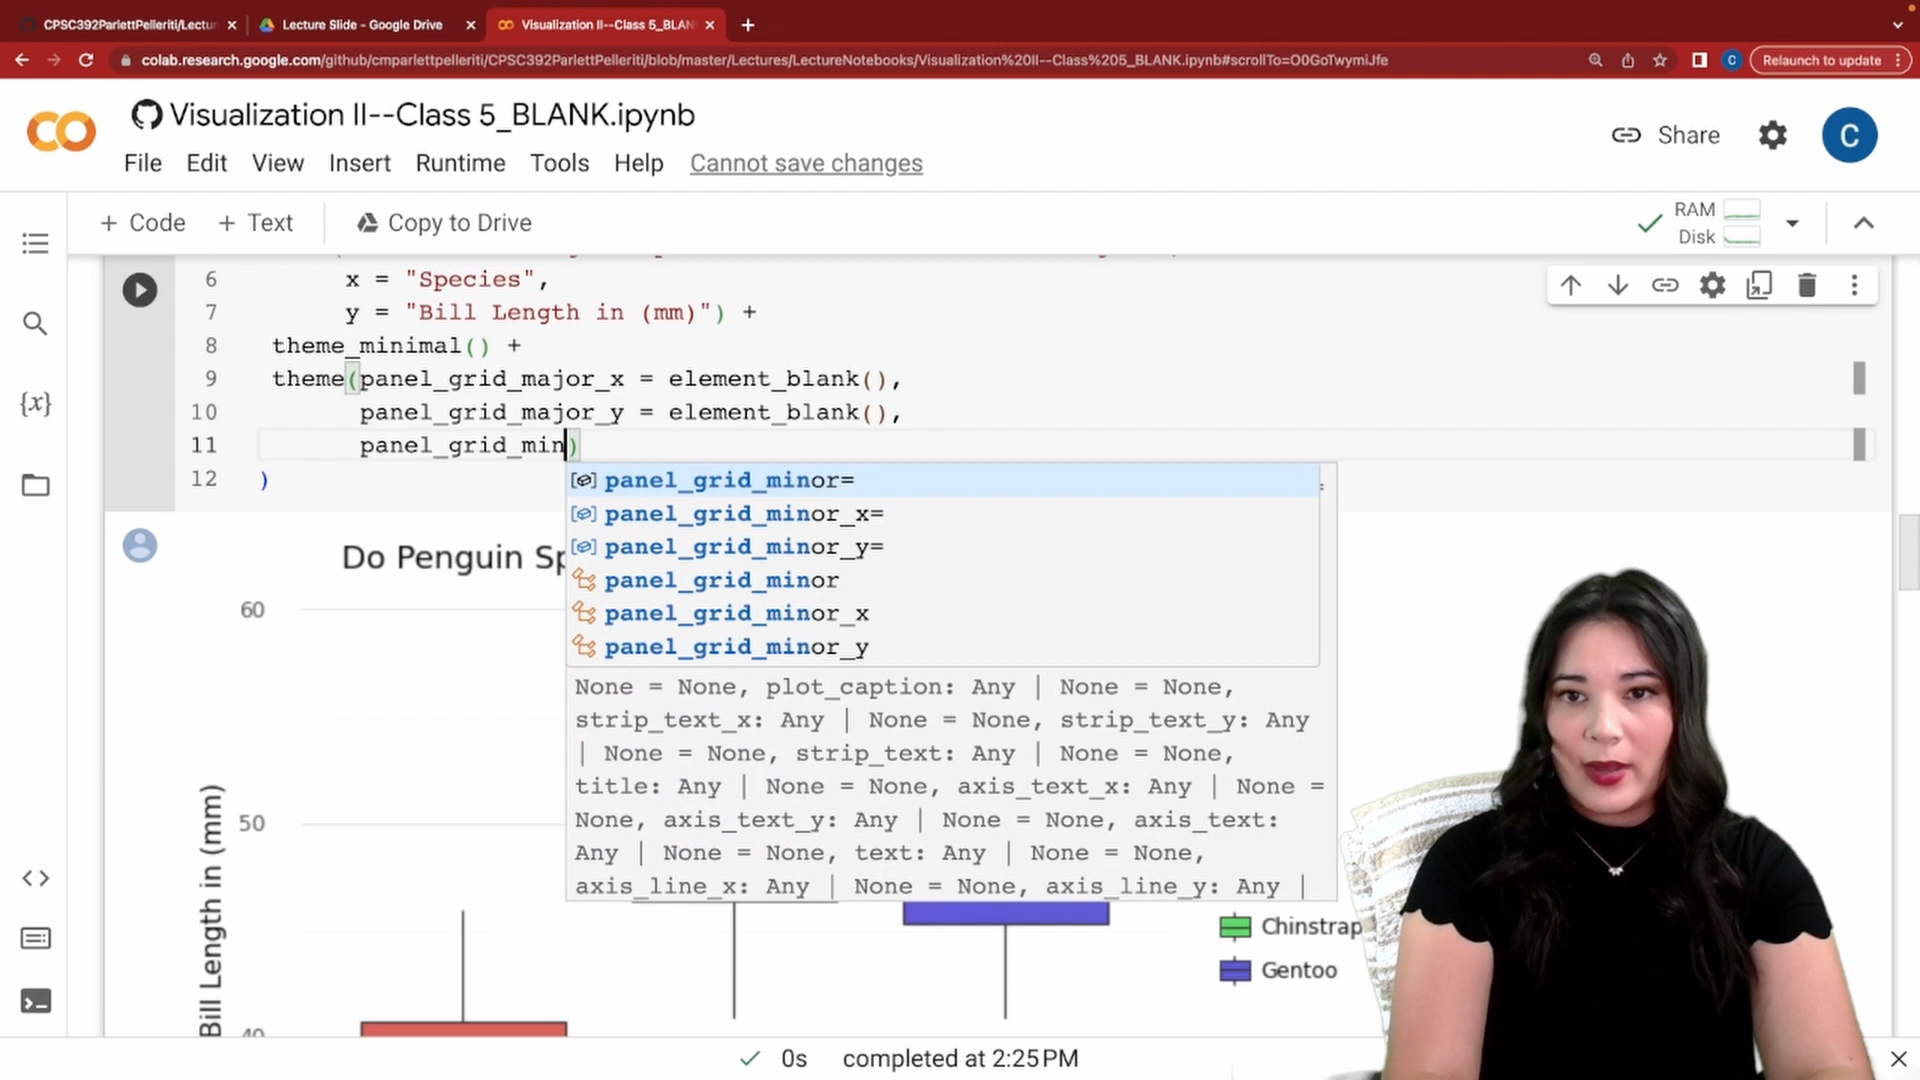 CPSC392ParlettPelleriti/Lectur
Lecture Slide - Google Drive
Visualization II--Class 5_BLAN
colab.research.google.com/github/cmparlettpelleriti/CPSC392ParlettPelleriti/blob/master/Lectures/LectureNotebooks/Visualization%20II--Class%205_BLANK.ipynb#scrollTo=O0GoTwymiJfe
C
Relaunch to update
CO
Visualization II--Class 5_BLANK.ipynb
Share
C
File Edit View Insert Runtime Tools Help Cannot save changes
+ Code + Text Copy to Drive
RAM
Disk
6 x = "Species",
7 y = "Bill Length in (mm)") +
8 theme_minimal() +
9 theme(panel_grid_major_x = element_blank(),
10 panel_grid_major_y = element_blank(),
11 panel_grid_min)
12 )
{x}
panel_grid_minor=
panel_grid_minor_x=
panel_grid_minor_y=
panel_grid_minor
panel_grid_minor_x
panel_grid_minor_y
None = None, plot_caption: Any | None = None,
strip_text_x: Any | None = None, strip_text_y: Any
| None = None, strip_text: Any | None = None,
title: Any | None = None, axis_text_x: Any | None =
None, axis_text_y: Any | None = None, axis_text:
Any | None = None, text: Any | None = None,
axis_line_x: Any | None = None, axis_line_y: Any |
Do Penguin Sp
60
50
40
Bill Length in (mm)
Chinstrap
Gentoo
0s completed at 2:25 PM